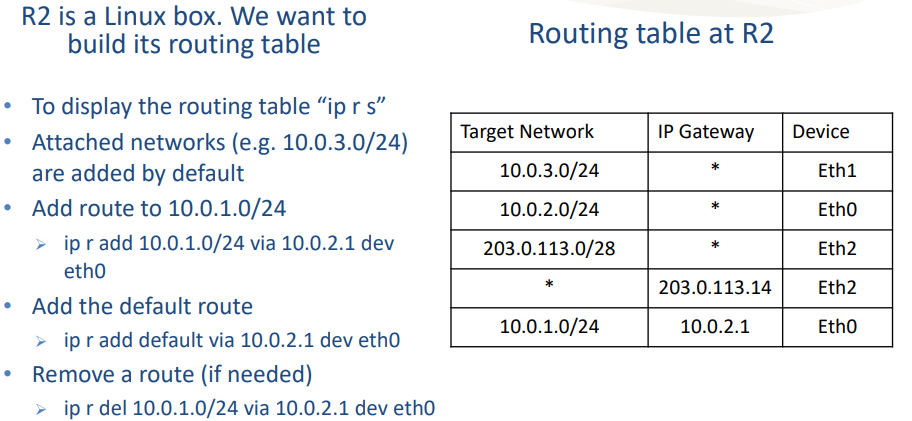 R2 is a Linux box. We want to
build its routing table
• To display the routing table “ip r s”
• Attached networks (e.g. 10.0.3.0/24)
are added by default
• Add route to 10.0.1.0/24
➢ ip r add 10.0.1.0/24 via 10.0.2.1 dev
eth0
• Add the default route
➢ ip r add default via 10.0.2.1 dev eth0
• Remove a route (if needed)
➢ ip r del 10.0.1.0/24 via 10.0.2.1 dev eth0
Routing table at R2
Target Network IP Gateway Device
10.0.3.0/24 * Eth1
10.0.2.0/24 * Eth0
203.0.113.0/28 * Eth2
* 203.0.113.14 Eth2
10.0.1.0/24 10.0.2.1 Eth0